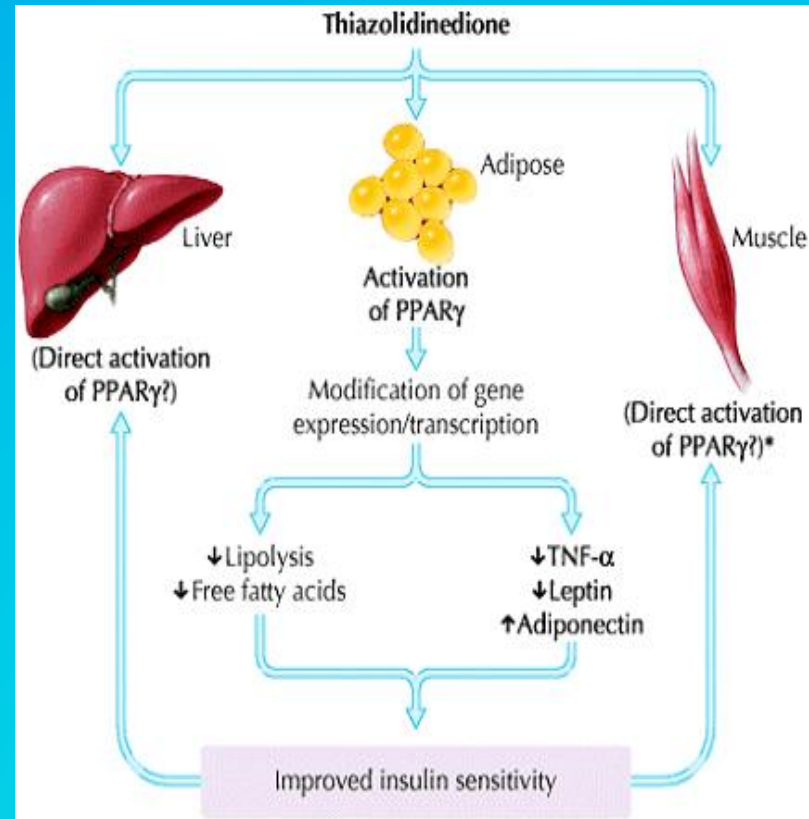 Thiazolidinedione
Liver
Adipose
Muscle
(Direct activation
of PPARγ?)
Activation
of PPARγ
(Direct activation
of PPARγ?)*
Modification of gene
expression/transcription
↓Lipolysis
↓Free fatty acids
↓TNF-α
↓Leptin
↑Adiponectin
Improved insulin sensitivity